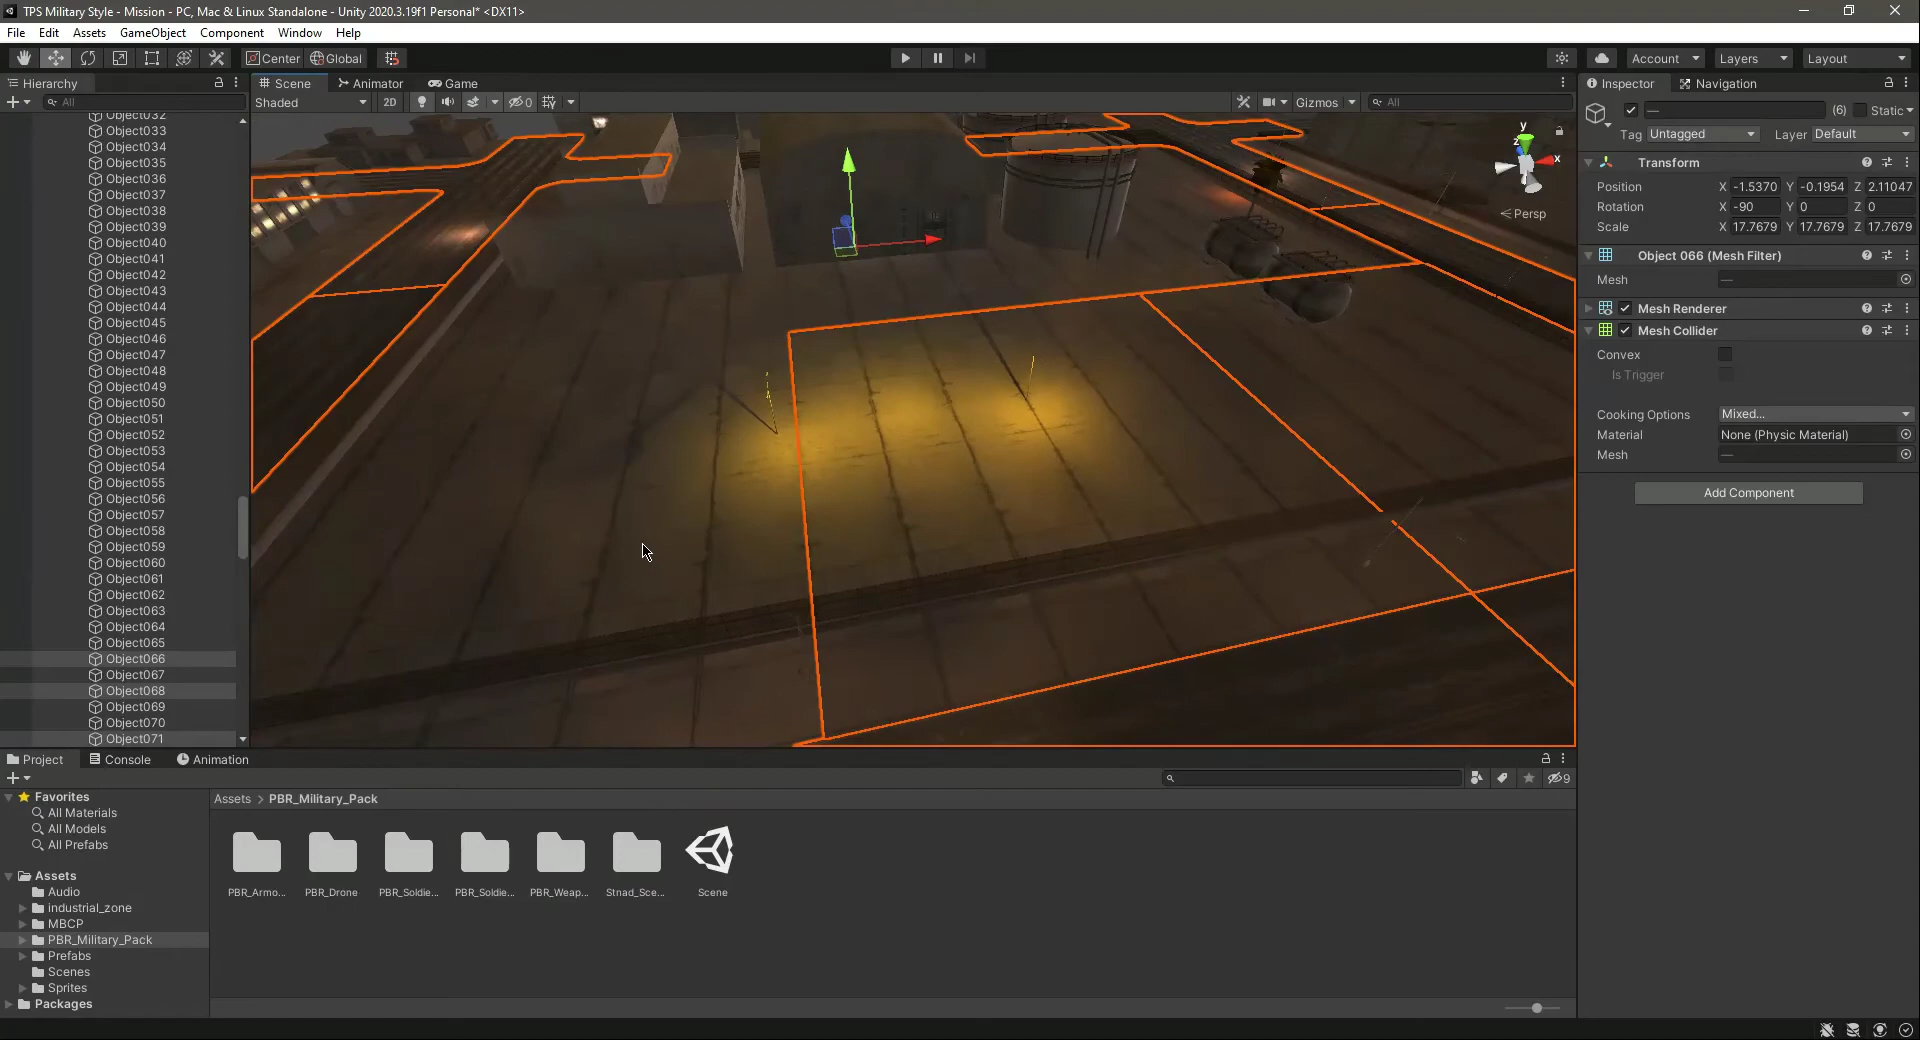 TPS Military Style - Mission - PC, Mac & Linux Standalone - Unity 2020.3.19f1 Personal* <DX11>
File Edit Assets GameObject Component Window Help
Center Global Account Layers Layout
Hierarchy
All
Object032
Object033
Object034
Object035
Object036
Object037
Object038
Object039
Object040
Object041
Object042
Object043
Object044
Object045
Object046
Object047
Object048
Object049
Object050
Object051
Object052
Object053
Object054
Object055
Object056
Object057
Object058
Object059
Object060
Object061
Object062
Object063
Object064
Object065
Object066
Object067
Object068
Object069
Object070
Object071
Scene Animator Game
Shaded 2D 0 Gizmos All
y
z
x
Persp
Inspector Navigation
— (6) Static
Tag Untagged Layer Default
Transform
Position X -1.5370 Y -0.1954 Z 2.11047
Rotation X -90 Y 0 Z 0
Scale X 17.7679 Y 17.7679 Z 17.7679
Object 066 (Mesh Filter)
Mesh —
Mesh Renderer
Mesh Collider
Convex
Is Trigger
Cooking Options Mixed...
Material None (Physic Material)
Mesh —
Add Component
Project Console Animation
9
Favorites
All Materials
All Models
All Prefabs
Assets
Audio
industrial_zone
MBCP
PBR_Military_Pack
Prefabs
Scenes
Sprites
Packages
Assets > PBR_Military_Pack
PBR_Armo... PBR_Drone PBR_Soldie... PBR_Soldie... PBR_Weap... Stnad_Sce... Scene